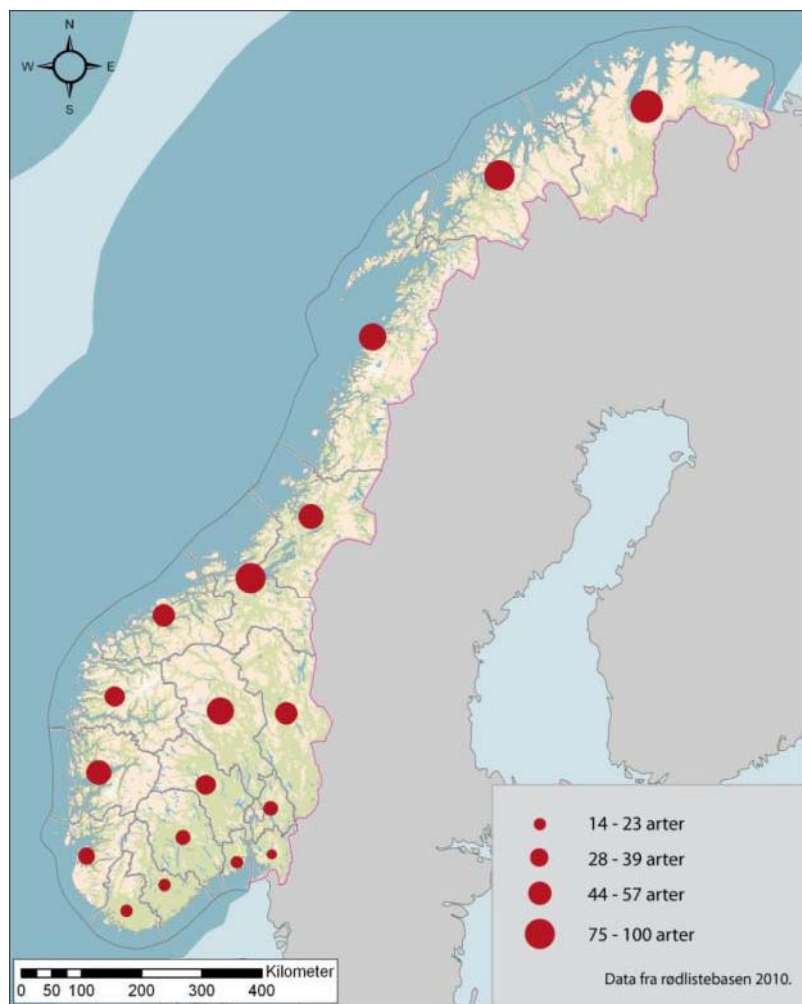 N
W E
S
14 - 23 arter
28 - 39 arter
44 - 57 arter
75 - 100 arter
Data fra rødlistebasen 2010.
Kilometer
0 50 100 200 300 400